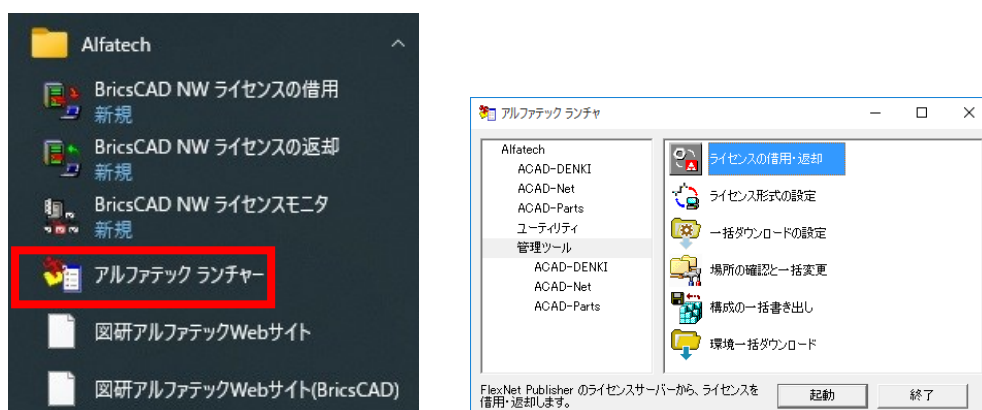 Alfatech
BricsCAD NW ライセンスの借用
新規
BricsCAD NW ライセンスの返却
新規
BricsCAD NW ライセンスモニタ
新規
アルファテック ランチャー
図研アルファテックWebサイト
図研アルファテックWebサイト(BricsCAD)
アルファテック ランチャ
Alfatech
ACAD-DENKI
ACAD-Net
ACAD-Parts
ユーティリティ
管理ツール
ACAD-DENKI
ACAD-Net
ACAD-Parts
ライセンスの借用・返却
ライセンス形式の設定
一括ダウンロードの設定
場所の確認と一括変更
構成の一括書き出し
環境一括ダウンロード
FlexNet Publisher のライセンスサーバーから、ライセンスを
借用・返却します。
起動
終了